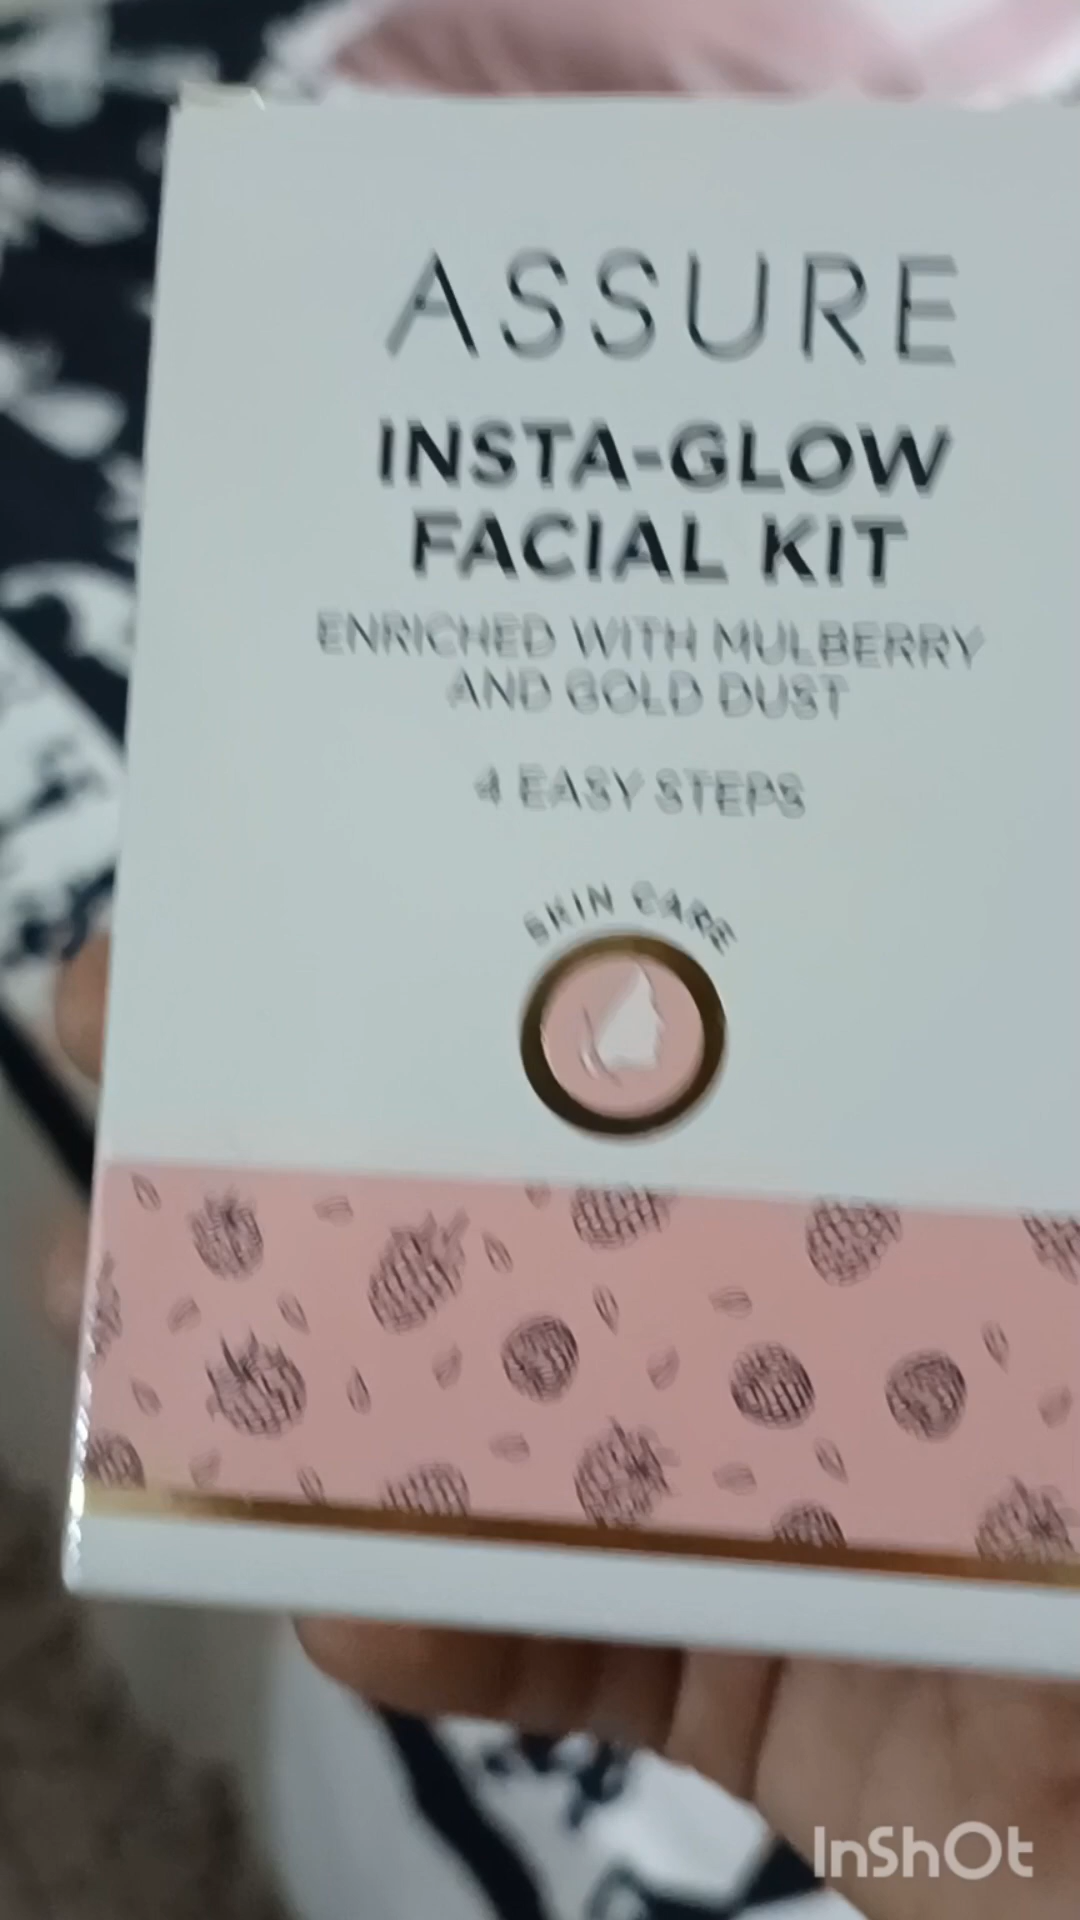 ASSURE
INSTA-GLOW
FACIAL KIT
ENRICHED WITH MULBERRY
AND GOLD DUST
4 EASY STEPS
SKIN CARE
InShOt